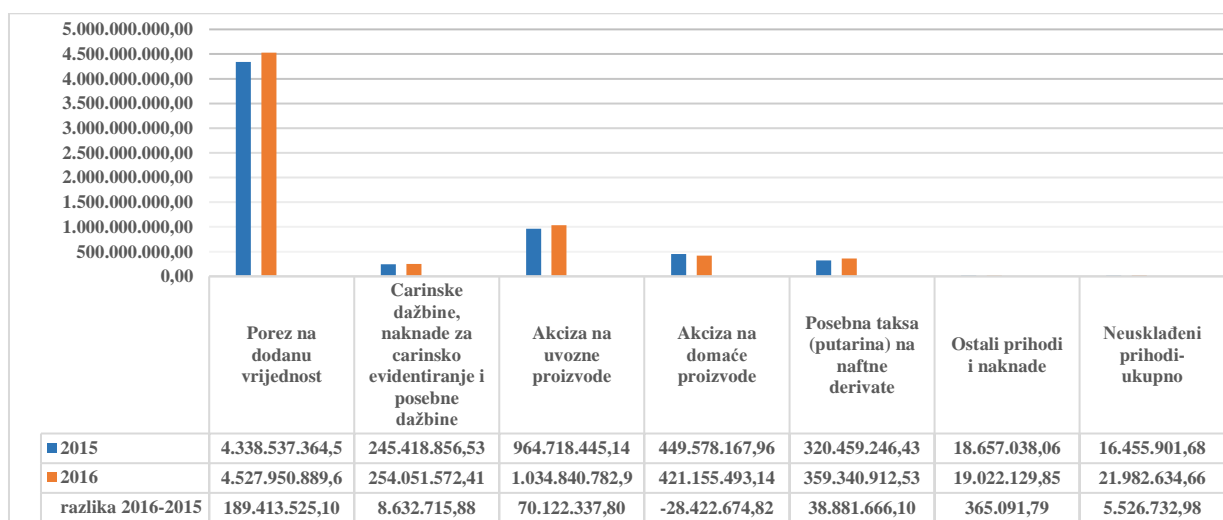 5.000.000.000,00
4.500.000.000,00
4.000.000.000,00
3.500.000.000,00
3.000.000.000,00
2.500.000.000,00
2.000.000.000,00
1.500.000.000,00
1.000.000.000,00
500.000.000,00
0,00
Porez na
dodanu
vrijednost
Carinske
dažbine,
naknade za
carinsko
evidentiranje i
posebne
dažbine
Akciza na
uvozne
proizvode
Akciza na
domaće
proizvode
Posebna taksa
(putarina) na
naftne
derivate
Ostali prihodi
i naknade
Neusklađeni
prihodi-
ukupno
2015 4.338.537.364,5 245.418.856,53 964.718.445,14 449.578.167,96 320.459.246,43 18.657.038,06 16.455.901,68
2016 4.527.950.889,6 254.051.572,41 1.034.840.782,9 421.155.493,14 359.340.912,53 19.022.129,85 21.982.634,66
razlika 2016-2015 189.413.525,10 8.632.715,88 70.122.337,80 -28.422.674,82 38.881.666,10 365.091,79 5.526.732,98